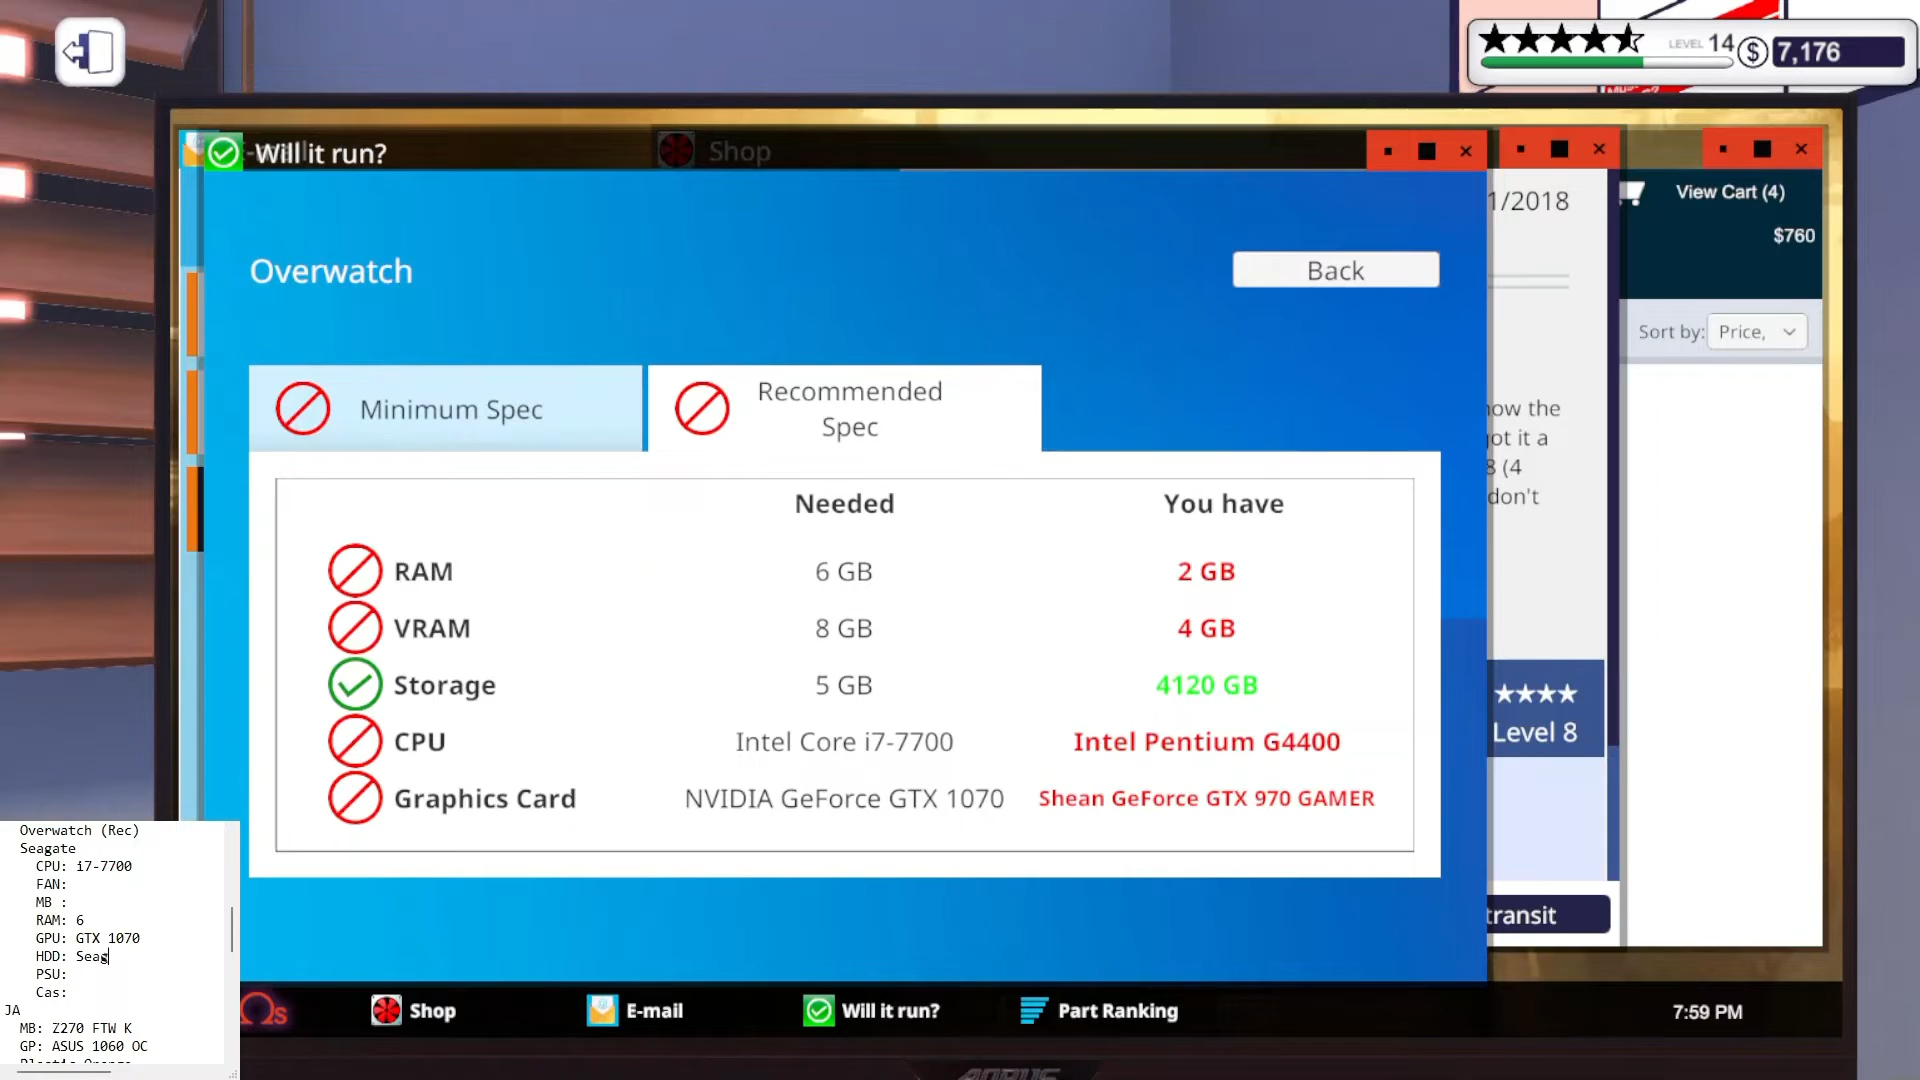 LEVEL 14
$ 7,176
Will it run?
Shop
1/2018
View Cart (4)
$760
Overwatch
Back
Sort by: Price,
Minimum Spec
Recommended
Spec
now the
got it a
8 (4
don't
Needed You have
RAM 6 GB 2 GB
VRAM 8 GB 4 GB
Storage 5 GB 4120 GB
CPU Intel Core i7-7700 Intel Pentium G4400
Graphics Card NVIDIA GeForce GTX 1070 Shean GeForce GTX 970 GAMER
★★★★
Level 8
transit
Overwatch (Rec)
Seagate
CPU: i7-7700
FAN:
MB :
RAM: 6
GPU: GTX 1070
HDD: Seag
PSU:
Cas:
JA
MB: Z270 FTW K
GP: ASUS 1060 OC
Shop
E-mail
Will it run?
Part Ranking
7:59 PM